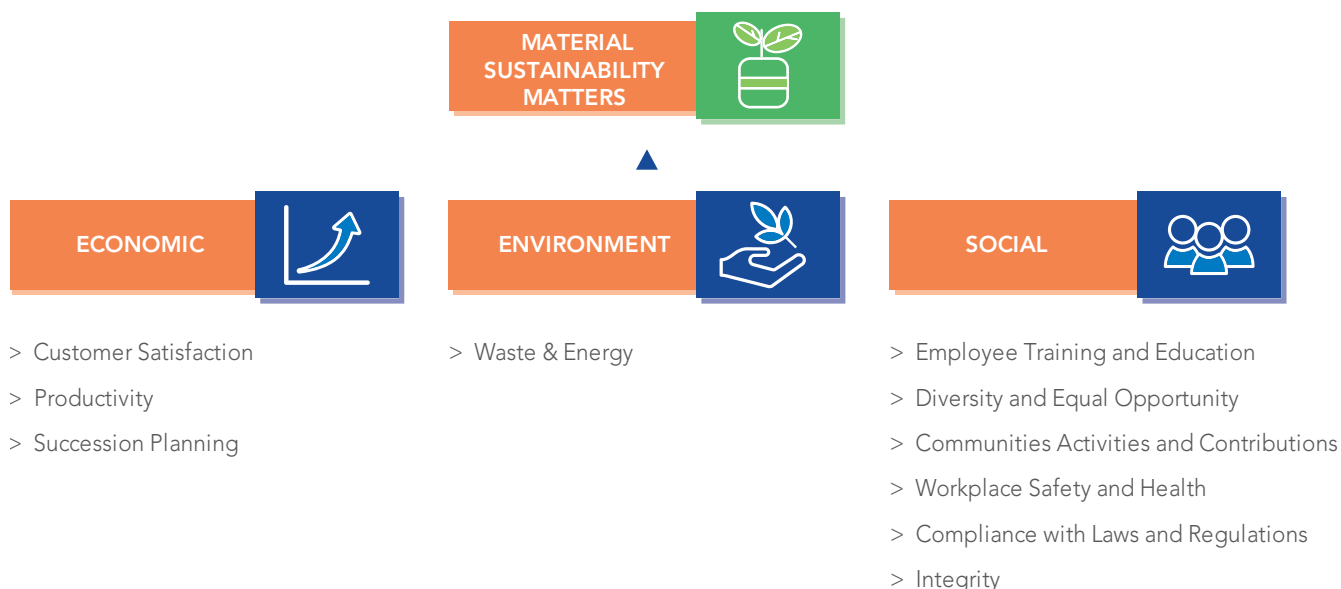 MATERIAL
SUSTAINABILITY
MATTERS
ECONOMIC
> Customer Satisfaction
> Productivity
> Succession Planning
ENVIRONMENT
> Waste & Energy
SOCIAL
> Employee Training and Education
> Diversity and Equal Opportunity
> Communities Activities and Contributions
> Workplace Safety and Health
> Compliance with Laws and Regulations
> Integrity